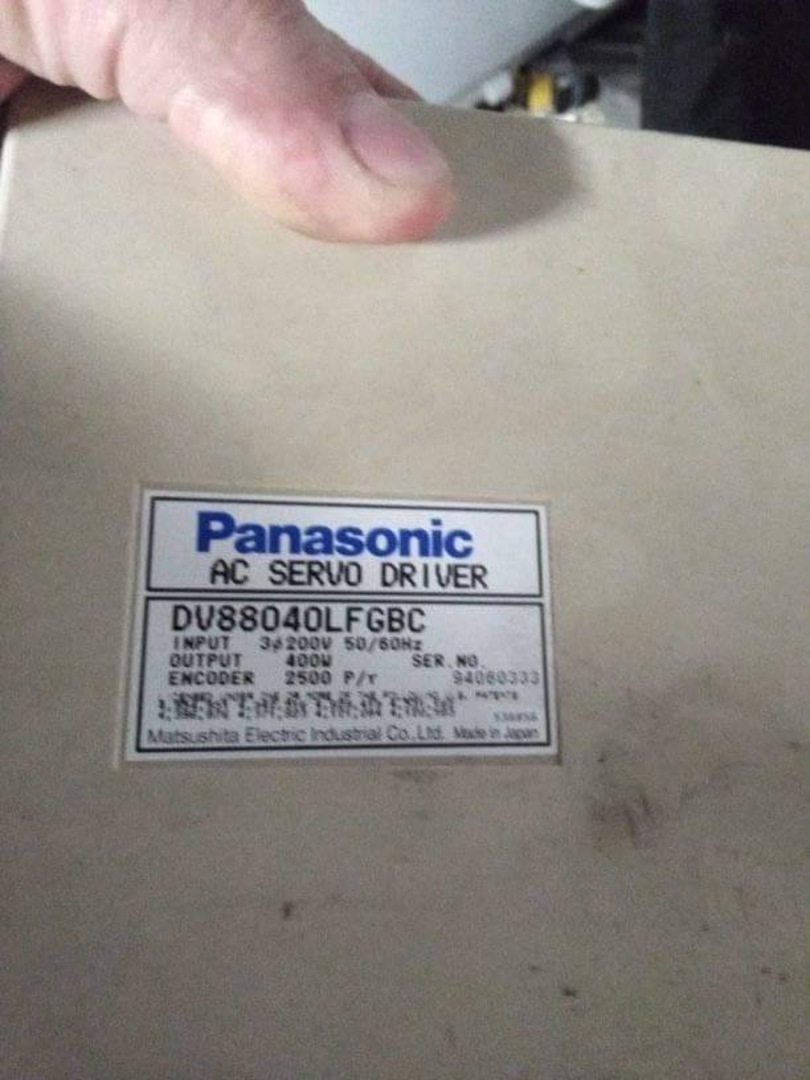 Panasonic
AC SERVO DRIVER
DV88040LFGBC
INPUT 3ϕ200V 50/60Hz
OUTPUT 400W SER.NO.
ENCODER 2500 P/r 94060333
Matsushita Electric Industrial Co.,Ltd. Made in Japan